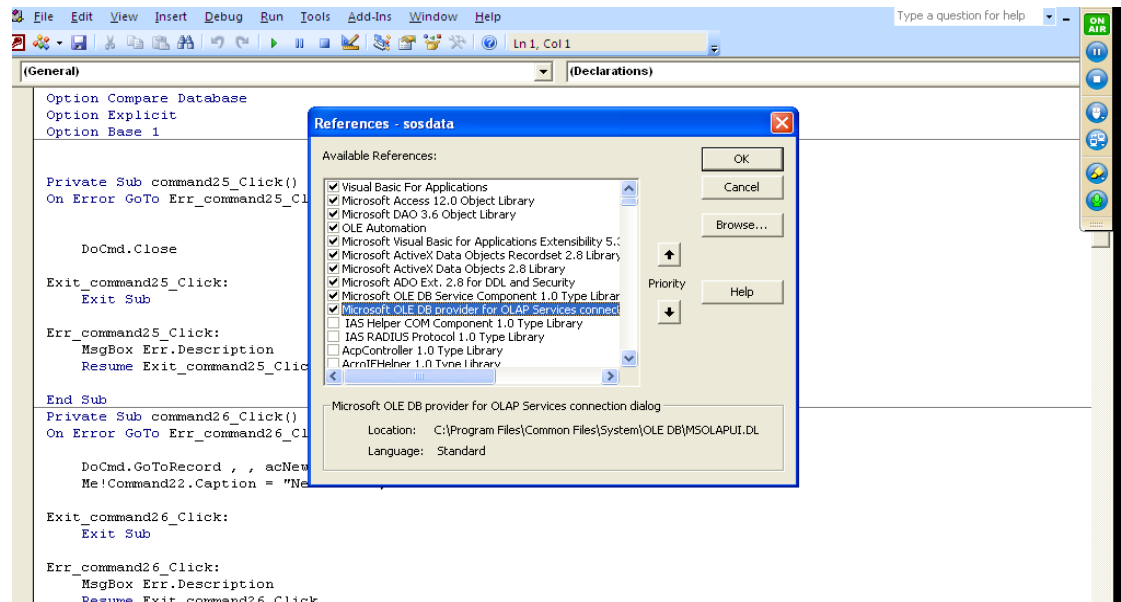 File Edit View Insert Debug Run Tools Add-Ins Window Help Type a question for help
Ln 1, Col 1
ON AIR
(General) (Declarations)
Option Compare Database
Option Explicit
Option Base 1
References - sosdata
Available References:
OK
Visual Basic For Applications
Cancel
Microsoft Access 12.0 Object Library
Microsoft DAO 3.6 Object Library
OLE Automation
Browse...
Microsoft Visual Basic for Applications Extensibility 5.
Microsoft ActiveX Data Objects Recordset 2.8 Library
Microsoft ActiveX Data Objects 2.8 Library
Microsoft ADO Ext. 2.8 for DDL and Security
Priority
Help
Microsoft OLE DB Service Component 1.0 Type Librar
Microsoft OLE DB provider for OLAP Services connect
IAS Helper COM Component 1.0 Type Library
IAS RADIUS Protocol 1.0 Type Library
AcpController 1.0 Type Library
AcroIEHelper 1.0 Type Library
Microsoft OLE DB provider for OLAP Services connection dialog
Location: C:\Program Files\Common Files\System\OLE DB\MSOLAPUI.DL
Language: Standard
Private Sub command25_Click()
On Error GoTo Err_command25_Cl
DoCmd.Close
Exit_command25_Click:
Exit Sub
Err_command25_Click:
MsgBox Err.Description
Resume Exit_command25_Clic
End Sub
Private Sub command26_Click()
On Error GoTo Err_command26_Cl
DoCmd.GoToRecord , , acNew
Me!Command22.Caption = "Ne
Exit_command26_Click:
Exit Sub
Err_command26_Click:
MsgBox Err.Description
Resume Exit_command26_Click